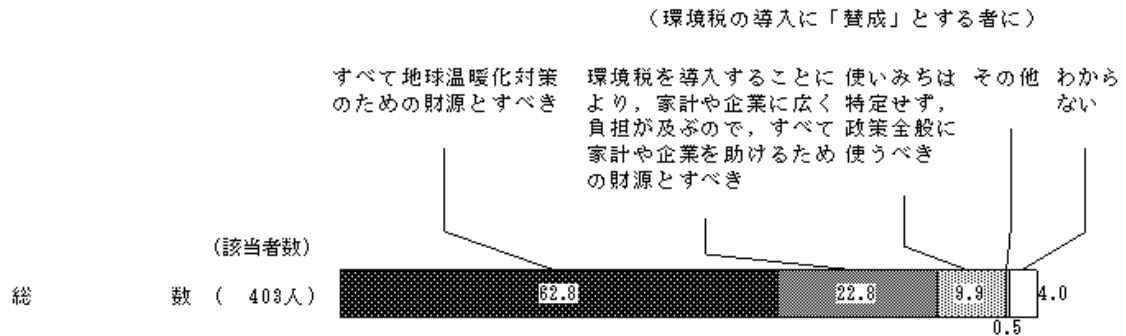 (環境税の導入に「賛成」とする者に)
すべて地球温暖化対策
のための財源とすべき
環境税を導入することに
より，家計や企業に広く
負担が及ぶので，すべて
家計や企業を助けるため
の財源とすべき
使いみちは
特定せず，
政策全般に
使うべき
その他
わから
ない
(該当者数)
総 数 ( 403人)
62.8
22.8
9.9
0.5
4.0